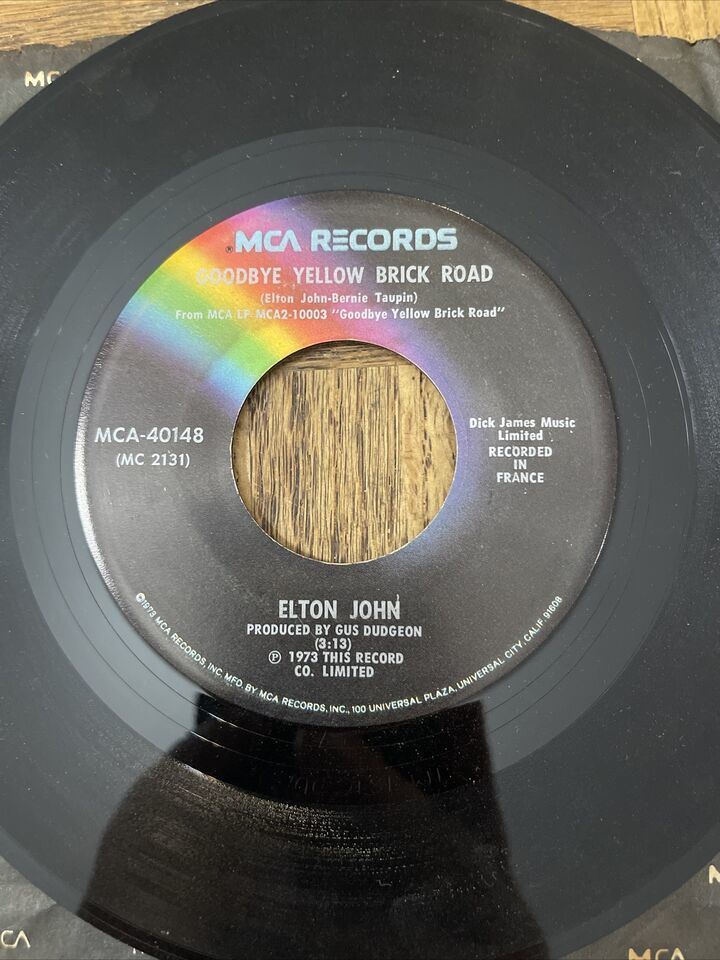 MCA
®MCA RECORDS
GOODBYE YELLOW BRICK ROAD
(Elton John-Bernie Taupin)
From MCA LP MCA2-10003 "Goodbye Yellow Brick Road"
MCA-40148
(MC 2131)
Dick James Music
Limited
RECORDED
IN
FRANCE
ELTON JOHN
PRODUCED BY GUS DUDGEON
(3:13)
℗ 1973 THIS RECORD
CO. LIMITED
©1973 MCA RECORDS, INC. MFD. BY MCA RECORDS, INC., 100 UNIVERSAL PLAZA, UNIVERSAL CITY, CALIF. 91608
CA
MCA